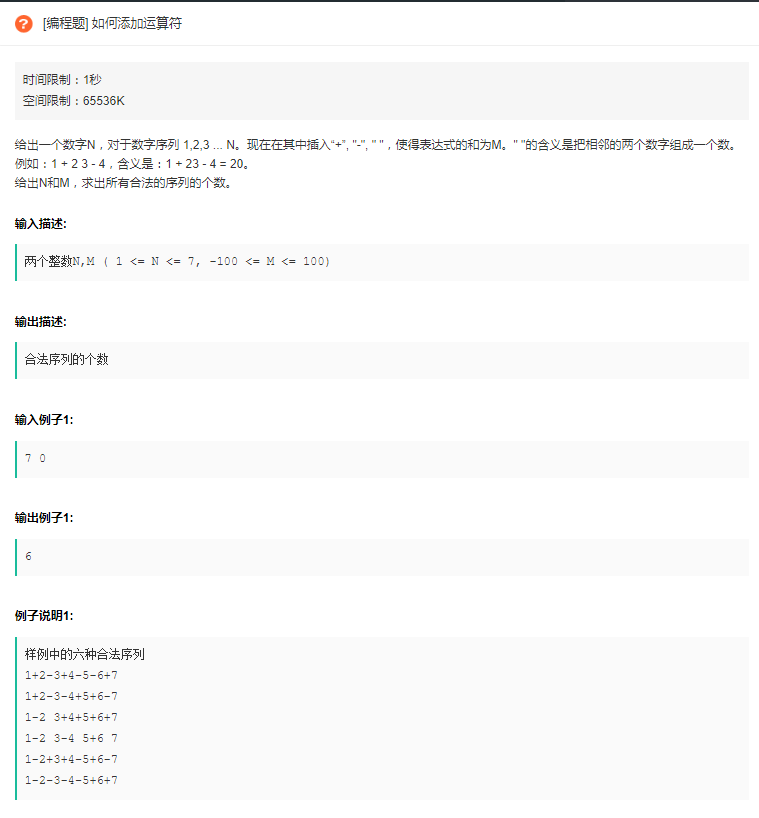 [编程题] 如何添加运算符
时间限制：1秒
空间限制：65536K
给出一个数字N，对于数字序列 1,2,3 ... N。现在在其中插入“+”, "-", " "，使得表达式的和为M。" "的含义是把相邻的两个数字组成一个数。
例如：1 + 2 3 - 4，含义是：1 + 23 - 4 = 20。
给出N和M，求出所有合法的序列的个数。
输入描述:
两个整数N,M ( 1 <= N <= 7, -100 <= M <= 100)
输出描述:
合法序列的个数
输入例子1:
7 0
输出例子1:
6
例子说明1:
样例中的六种合法序列
1+2-3+4-5-6+7
1+2-3-4+5+6-7
1-2 3+4+5+6+7
1-2 3-4 5+6 7
1-2+3+4-5+6-7
1-2-3-4-5+6+7